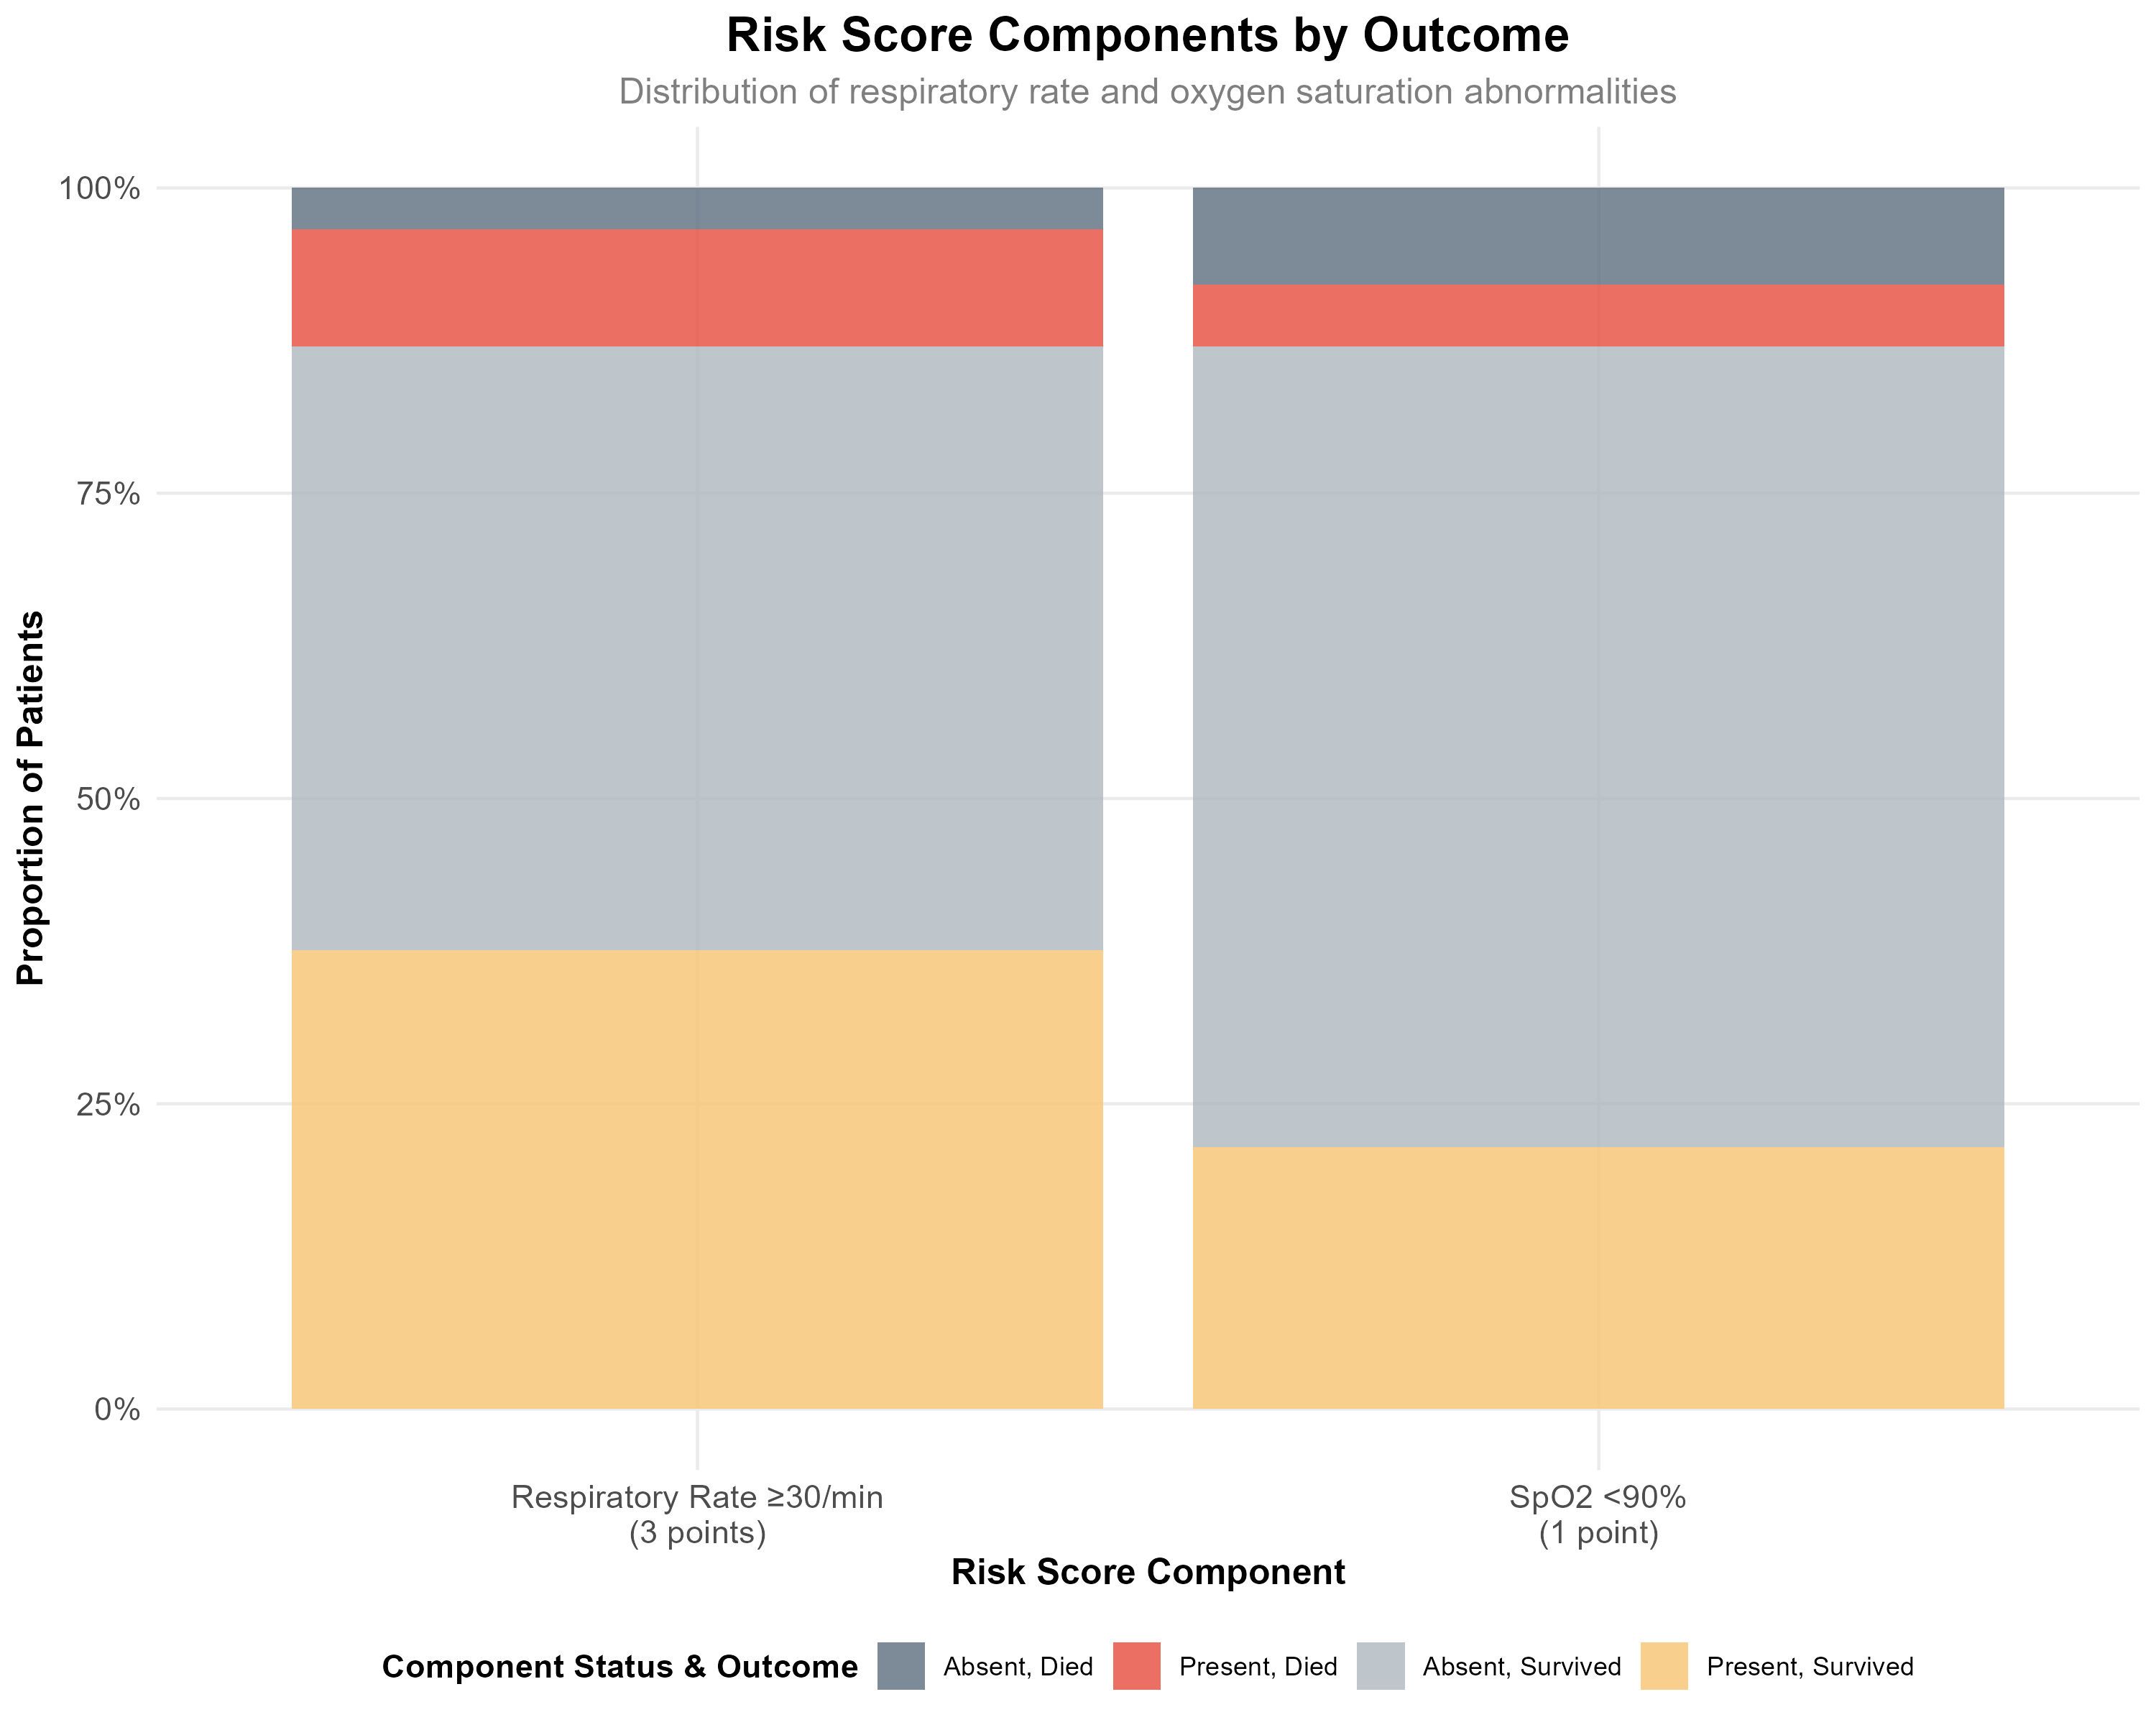 Risk Score Components by Outcome
Distribution of respiratory rate and oxygen saturation abnormalities
100%
75%
50%
25%
0%
Proportion of Patients
Respiratory Rate ≥30/min
(3 points)
SpO2 <90%
(1 point)
Risk Score Component
Component Status & Outcome Absent, Died Present, Died Absent, Survived Present, Survived